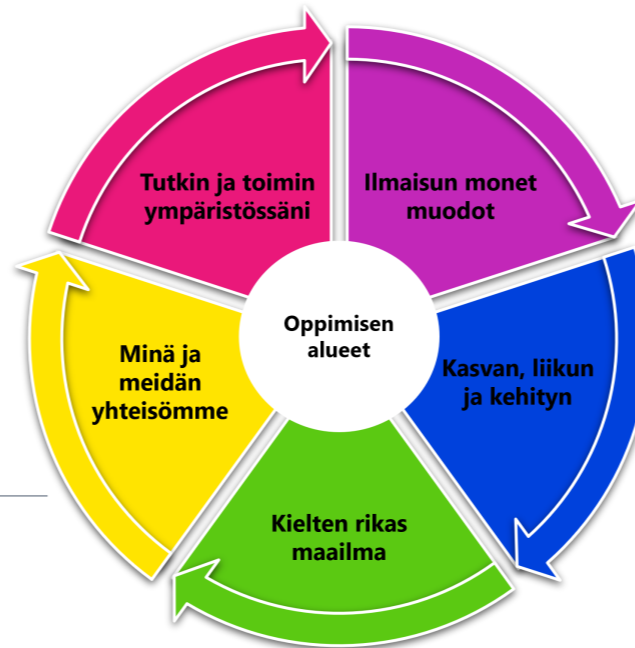 Tutkin ja toimin
ympäristössäni
Ilmaisun monet
muodot
Oppimisen
alueet
Minä ja
meidän
yhteisömme
Kasvan, liikun
ja kehityn
Kielten rikas
maailma